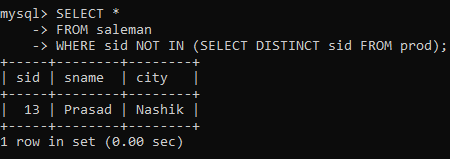 mysql> SELECT *
    -> FROM saleman
    -> WHERE sid NOT IN (SELECT DISTINCT sid FROM prod);
+-----+--------+--------+
| sid | sname  | city   |
+-----+--------+--------+
|  13 | Prasad | Nashik |
+-----+--------+--------+
1 row in set (0.00 sec)